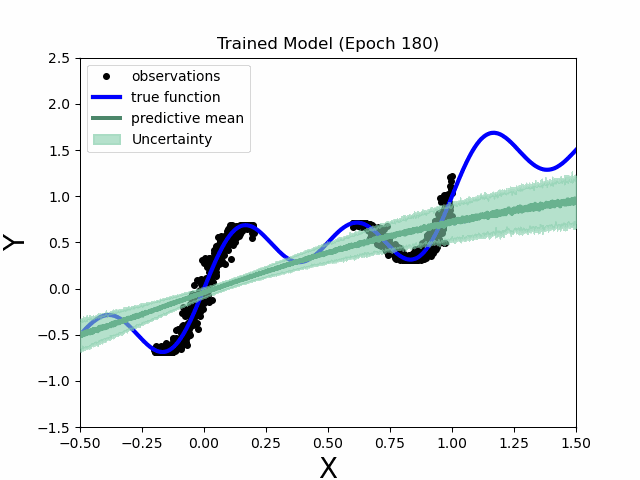 Trained Model (Epoch 180)
observations
true function
predictive mean
Uncertainty
2.5
2.0
1.5
1.0
0.5
0.0
−0.5
−1.0
−1.5
Y
−0.50 −0.25 0.00 0.25 0.50 0.75 1.00 1.25 1.50
X